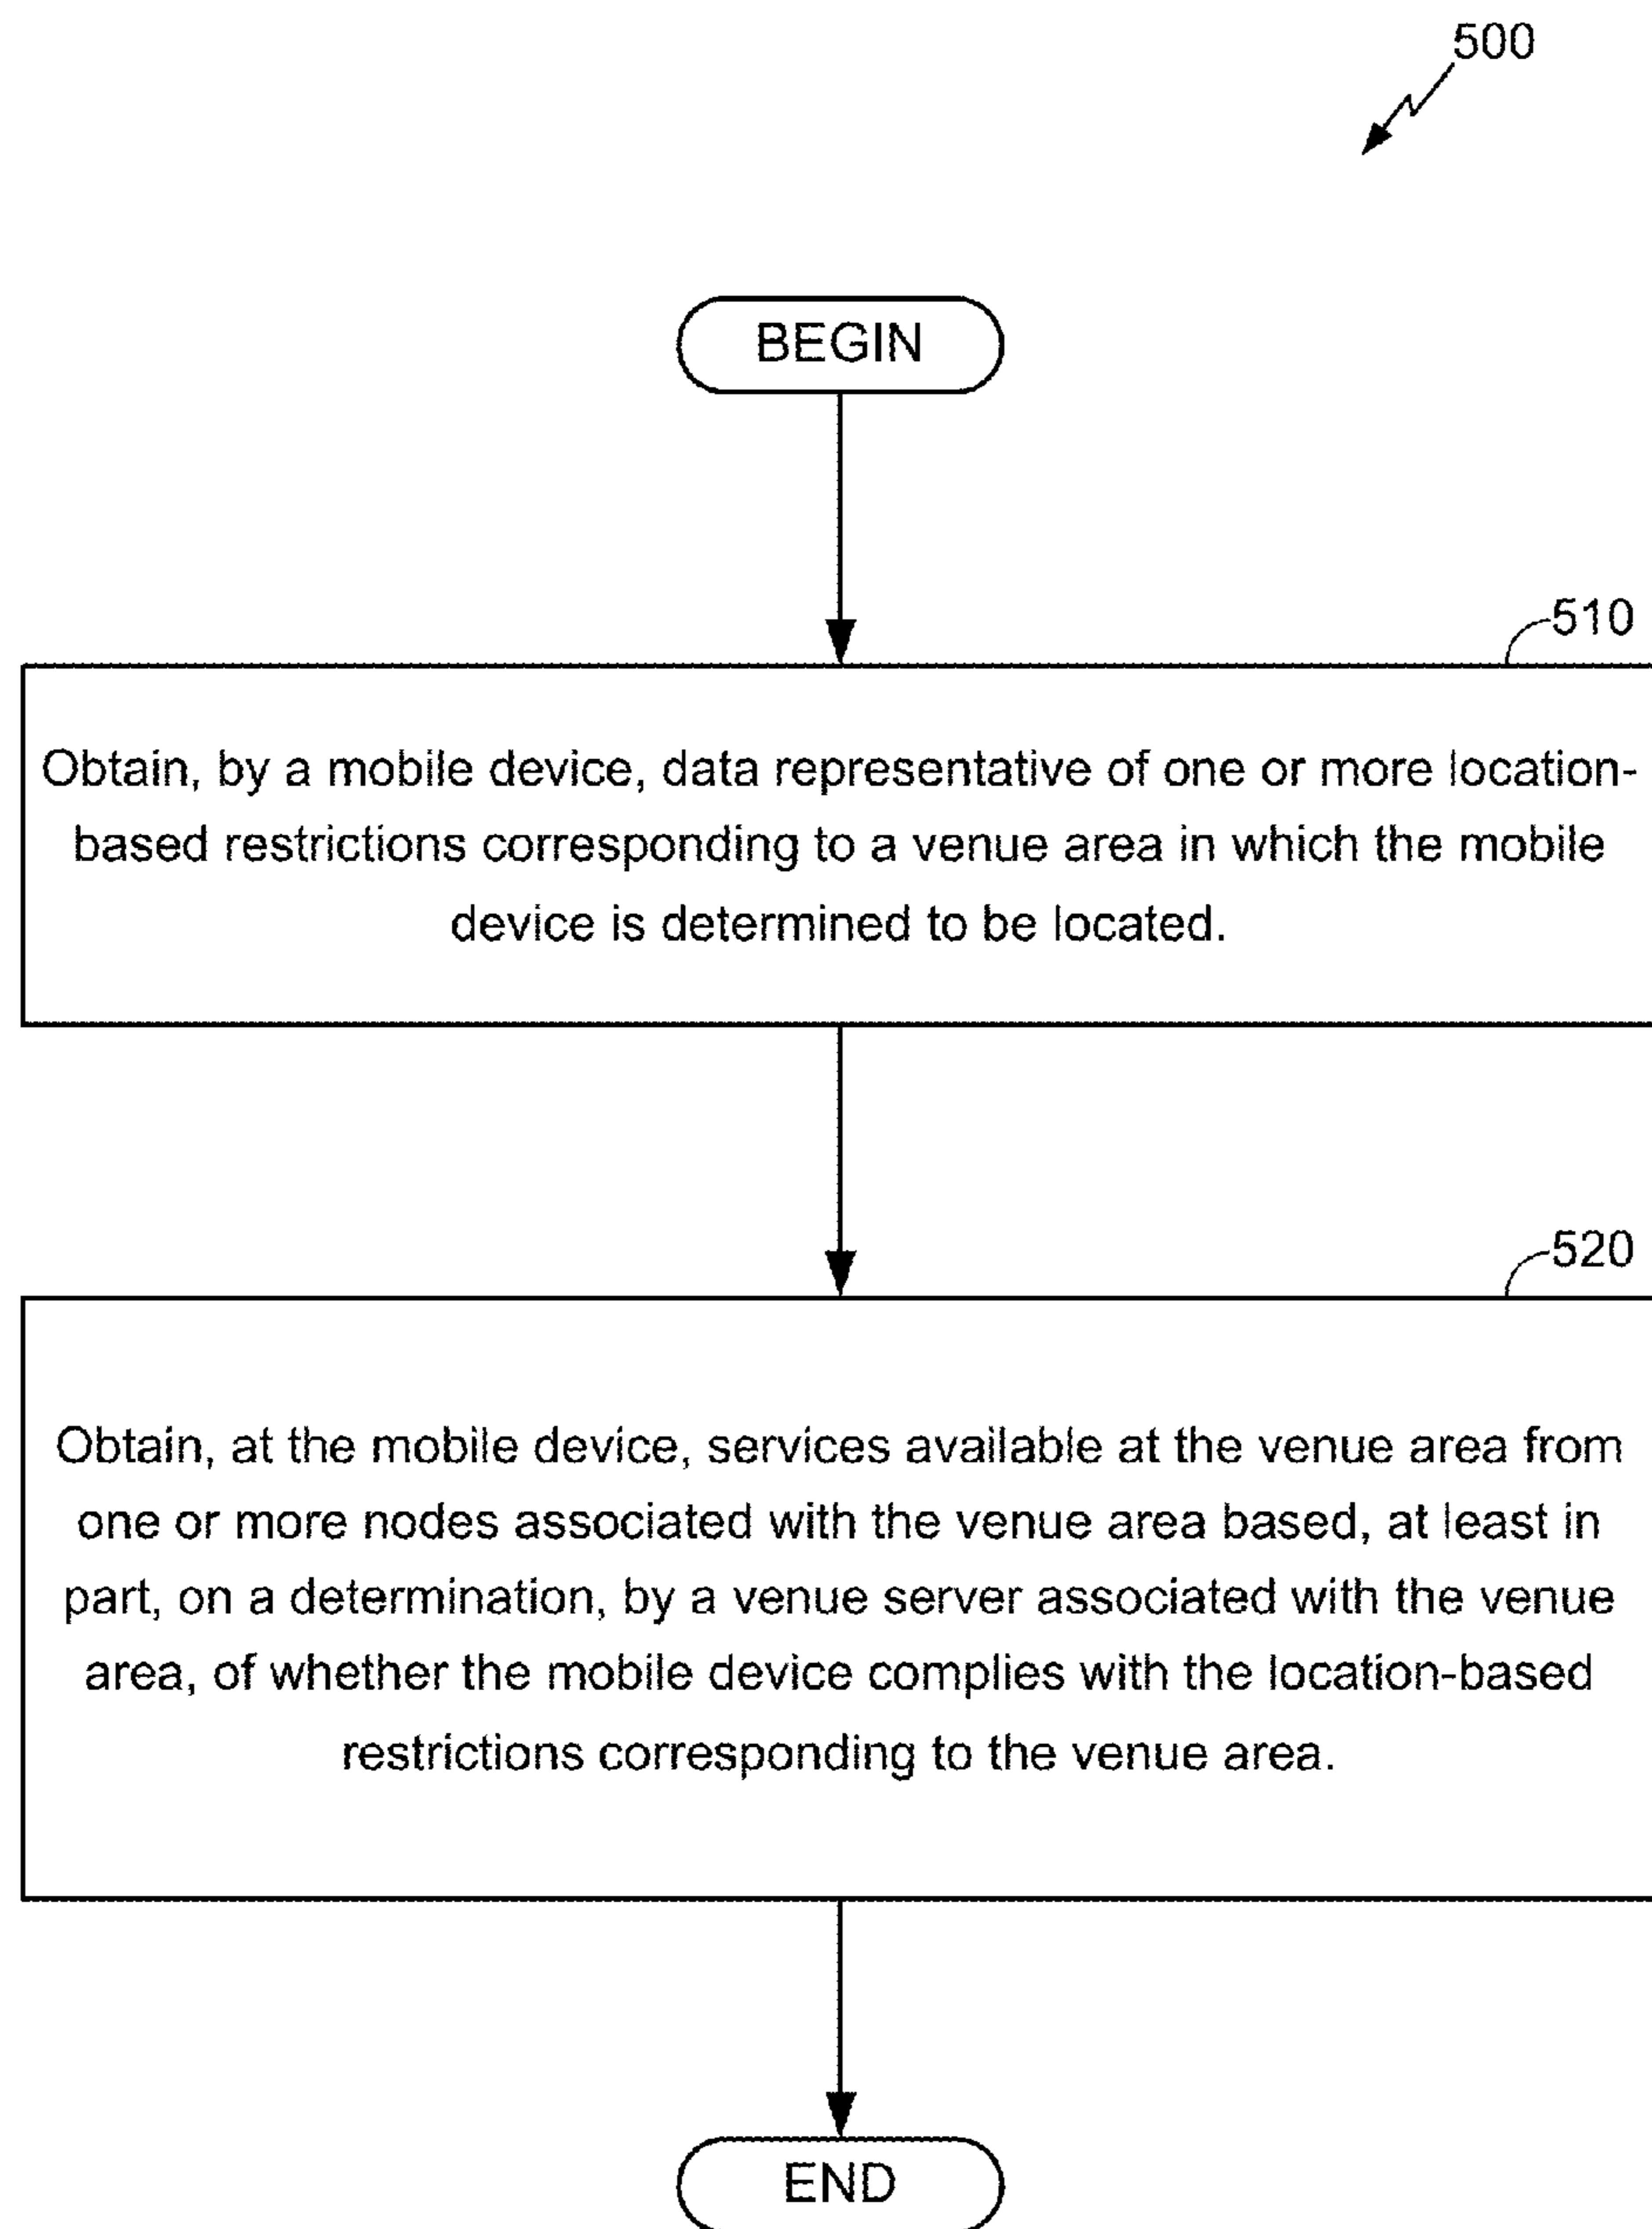 500
BEGIN
510
Obtain, by a mobile device, data representative of one or more location-
based restrictions corresponding to a venue area in which the mobile
device is determined to be located.
520
Obtain, at the mobile device, services available at the venue area from
one or more nodes associated with the venue area based, at least in
part, on a determination, by a venue server associated with the venue
area, of whether the mobile device complies with the location-based
restrictions corresponding to the venue area.
END